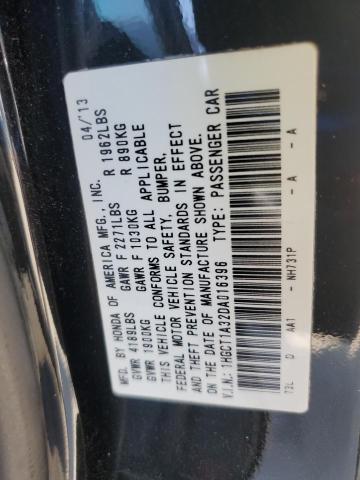 MFD. BY HONDA OF AMERICA MFG., INC. 04/'13
GVWR 4189LBS GAWR F 2271LBS R 1962LBS
GVWR 1900KG GAWR F 1030KG R 890KG
THIS VEHICLE CONFORMS TO ALL APPLICABLE
FEDERAL MOTOR VEHICLE SAFETY, BUMPER,
AND THEFT PREVENTION STANDARDS IN EFFECT
ON THE DATE OF MANUFACTURE SHOWN ABOVE.
V.I.N.: 1HGCT1A32DA016396 TYPE: PASSENGER CAR
T3L D AA1 - NH731P - A - A